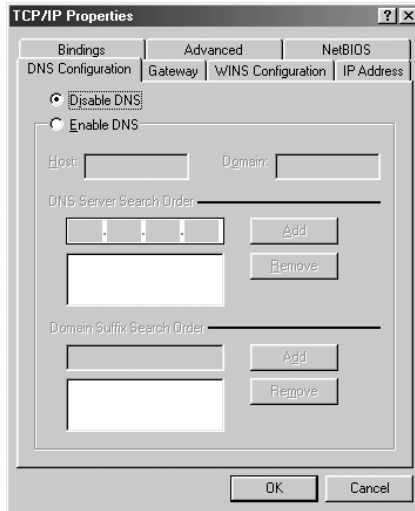 TCP/IP Properties
Bindings Advanced NetBIOS
DNS Configuration Gateway WINS Configuration IP Address
Disable DNS
Enable DNS
Host: Domain:
DNS Server Search Order
Add
Remove
Domain Suffix Search Order
Add
Remove
OK Cancel